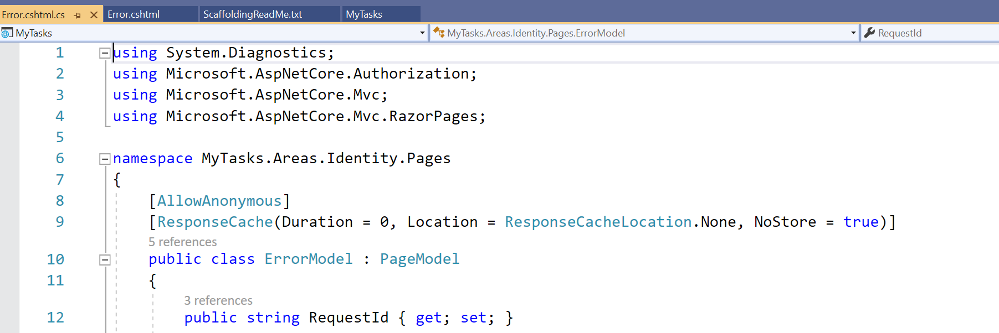 Error.cshtml.cs Error.cshtml ScaffoldingReadMe.txt MyTasks
MyTasks MyTasks.Areas.Identity.Pages.ErrorModel RequestId
1 using System.Diagnostics;
2 using Microsoft.AspNetCore.Authorization;
3 using Microsoft.AspNetCore.Mvc;
4 using Microsoft.AspNetCore.Mvc.RazorPages;
5
6 namespace MyTasks.Areas.Identity.Pages
7 {
8 [AllowAnonymous]
9 [ResponseCache(Duration = 0, Location = ResponseCacheLocation.None, NoStore = true)]
5 references
10 public class ErrorModel : PageModel
11 {
3 references
12 public string RequestId { get; set; }